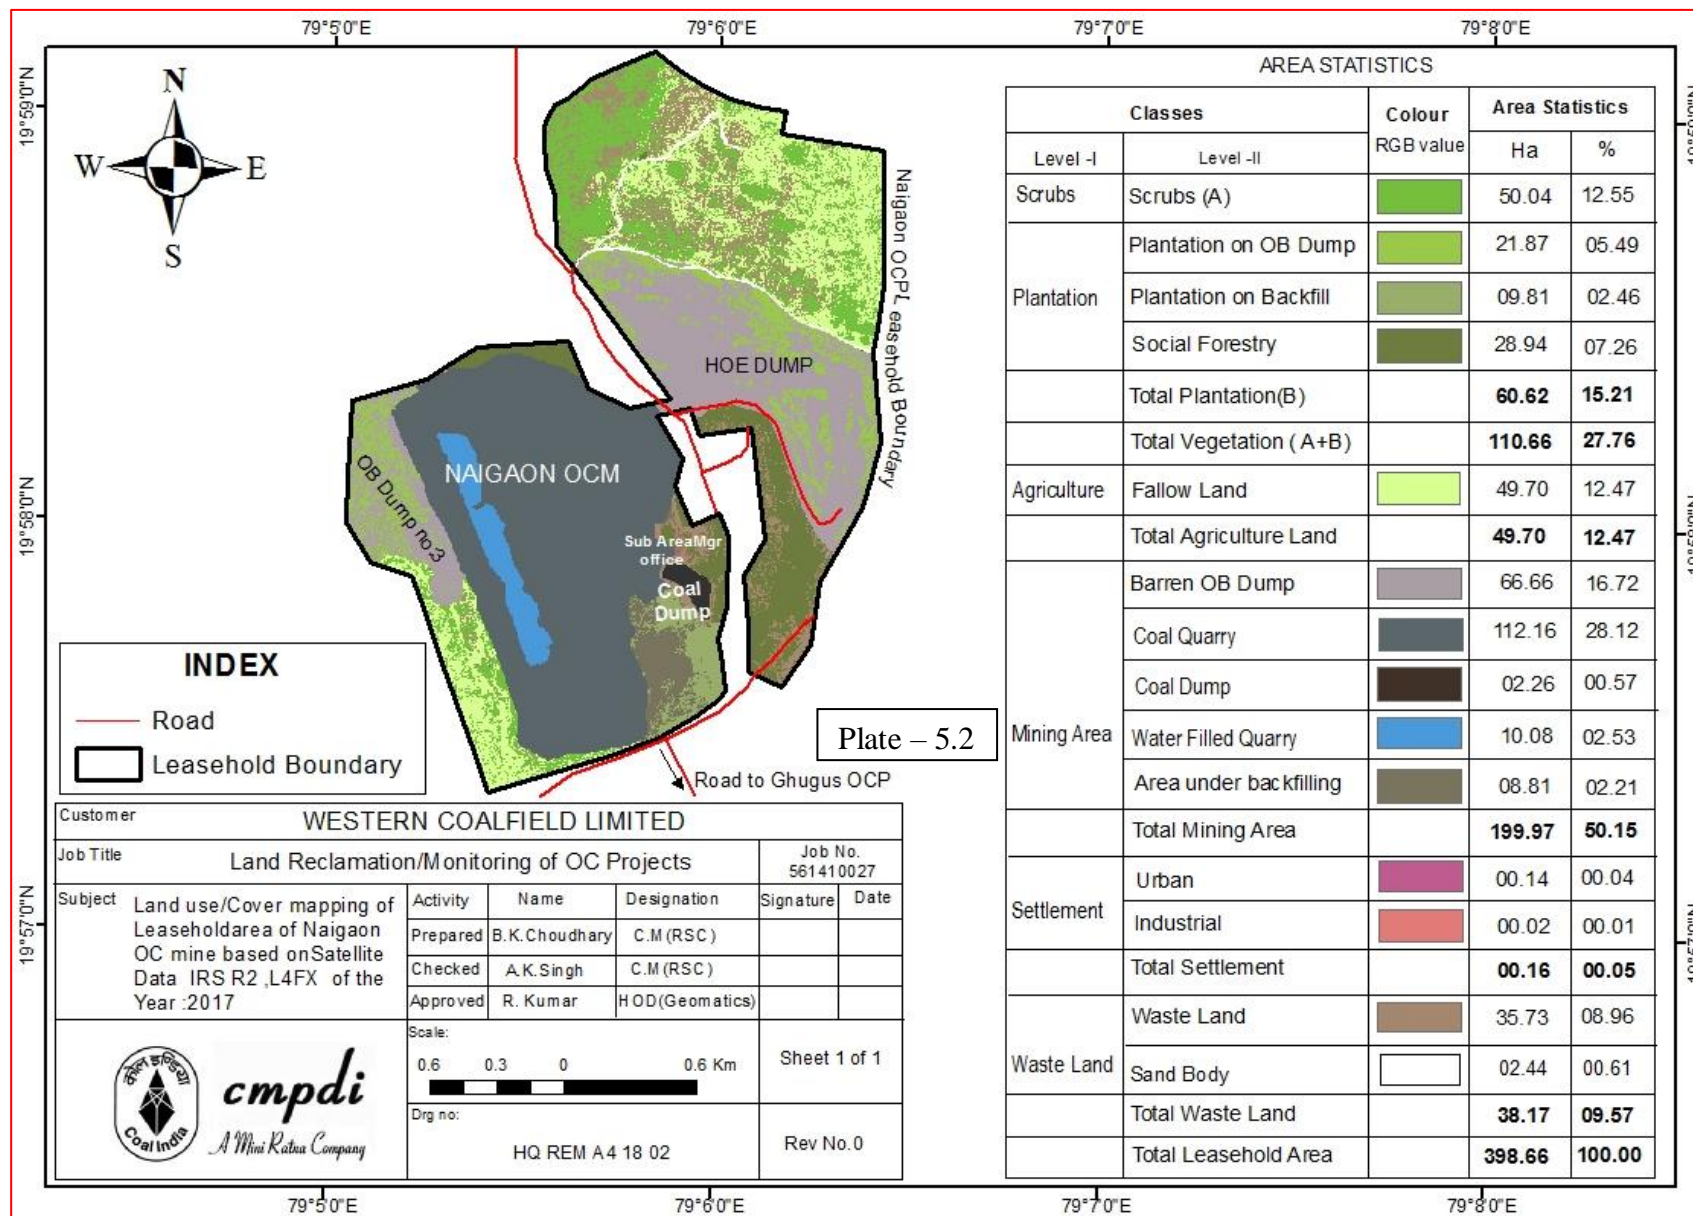 79°5'0"E 79°6'0"E 79°7'0"E 79°8'0"E
19°59'0"N
19°58'0"N
19°57'0"N
N
W E
S
Naigaon OCPL easehold Boundary
HOE DUMP
NAIGAON OCM
OB Dump no.3
Sub AreaMgr
office
Coal
Dump
Road to Ghugus OCP
Plate – 5.2
INDEX
Road
Leasehold Boundary
AREA STATISTICS
Classes Colour Area Statistics
Level -I Level -II RGB value Ha %
Scrubs Scrubs (A) 50.04 12.55
Plantation on OB Dump 21.87 05.49
Plantation Plantation on Backfill 09.81 02.46
Social Forestry 28.94 07.26
Total Plantation(B) 60.62 15.21
Total Vegetation ( A+B) 110.66 27.76
Agriculture Fallow Land 49.70 12.47
Total Agriculture Land 49.70 12.47
Barren OB Dump 66.66 16.72
Coal Quarry 112.16 28.12
Coal Dump 02.26 00.57
Mining Area Water Filled Quarry 10.08 02.53
Area under backfilling 08.81 02.21
Total Mining Area 199.97 50.15
Urban 00.14 00.04
Settlement Industrial 00.02 00.01
Total Settlement 00.16 00.05
Waste Land 35.73 08.96
Waste Land Sand Body 02.44 00.61
Total Waste Land 38.17 09.57
Total Leasehold Area 398.66 100.00
Customer WESTERN COALFIELD LIMITED
Job Title Land Reclamation/Monitoring of OC Projects Job No.
561410027
Subject Land use/Cover mapping of
Leaseholdarea of Naigaon
OC mine based onSatellite
Data IRS R2 ,L4FX of the
Year :2017
Activity Name Designation Signature Date
Prepared B.K.Choudhary C.M(RSC)
Checked A.K.Singh C.M(RSC)
Approved R. Kumar HOD(Geomatics)
Scale:
0.6 0.3 0 0.6 Km
Sheet 1 of 1
Drg no:
HQ REM A4 18 02
Rev No.0
कोल इण्डिया
Coal India
cmpdi
A Mini Ratna Company
79°5'0"E 79°6'0"E 79°7'0"E 79°8'0"E